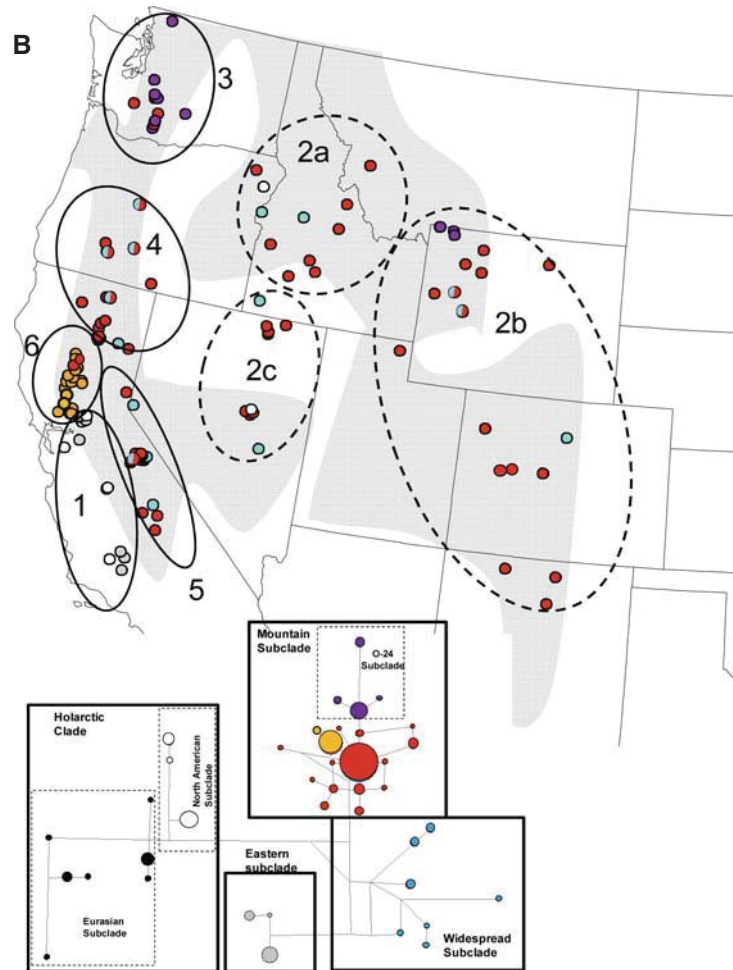 B
3
2a
4
2b
6
2c
1
5
Mountain
Subclade
O-24
Subclade
Holarctic
Clade
North American
Subclade
Eastern
subclade
Eurasian
Subclade
Widespread
Subclade